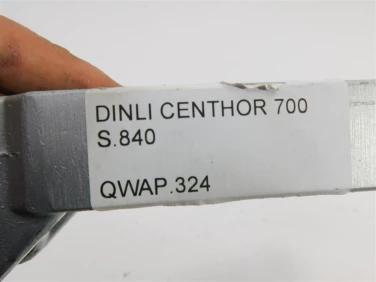 DINLI CENTHOR 700
S.840
QWAP.324